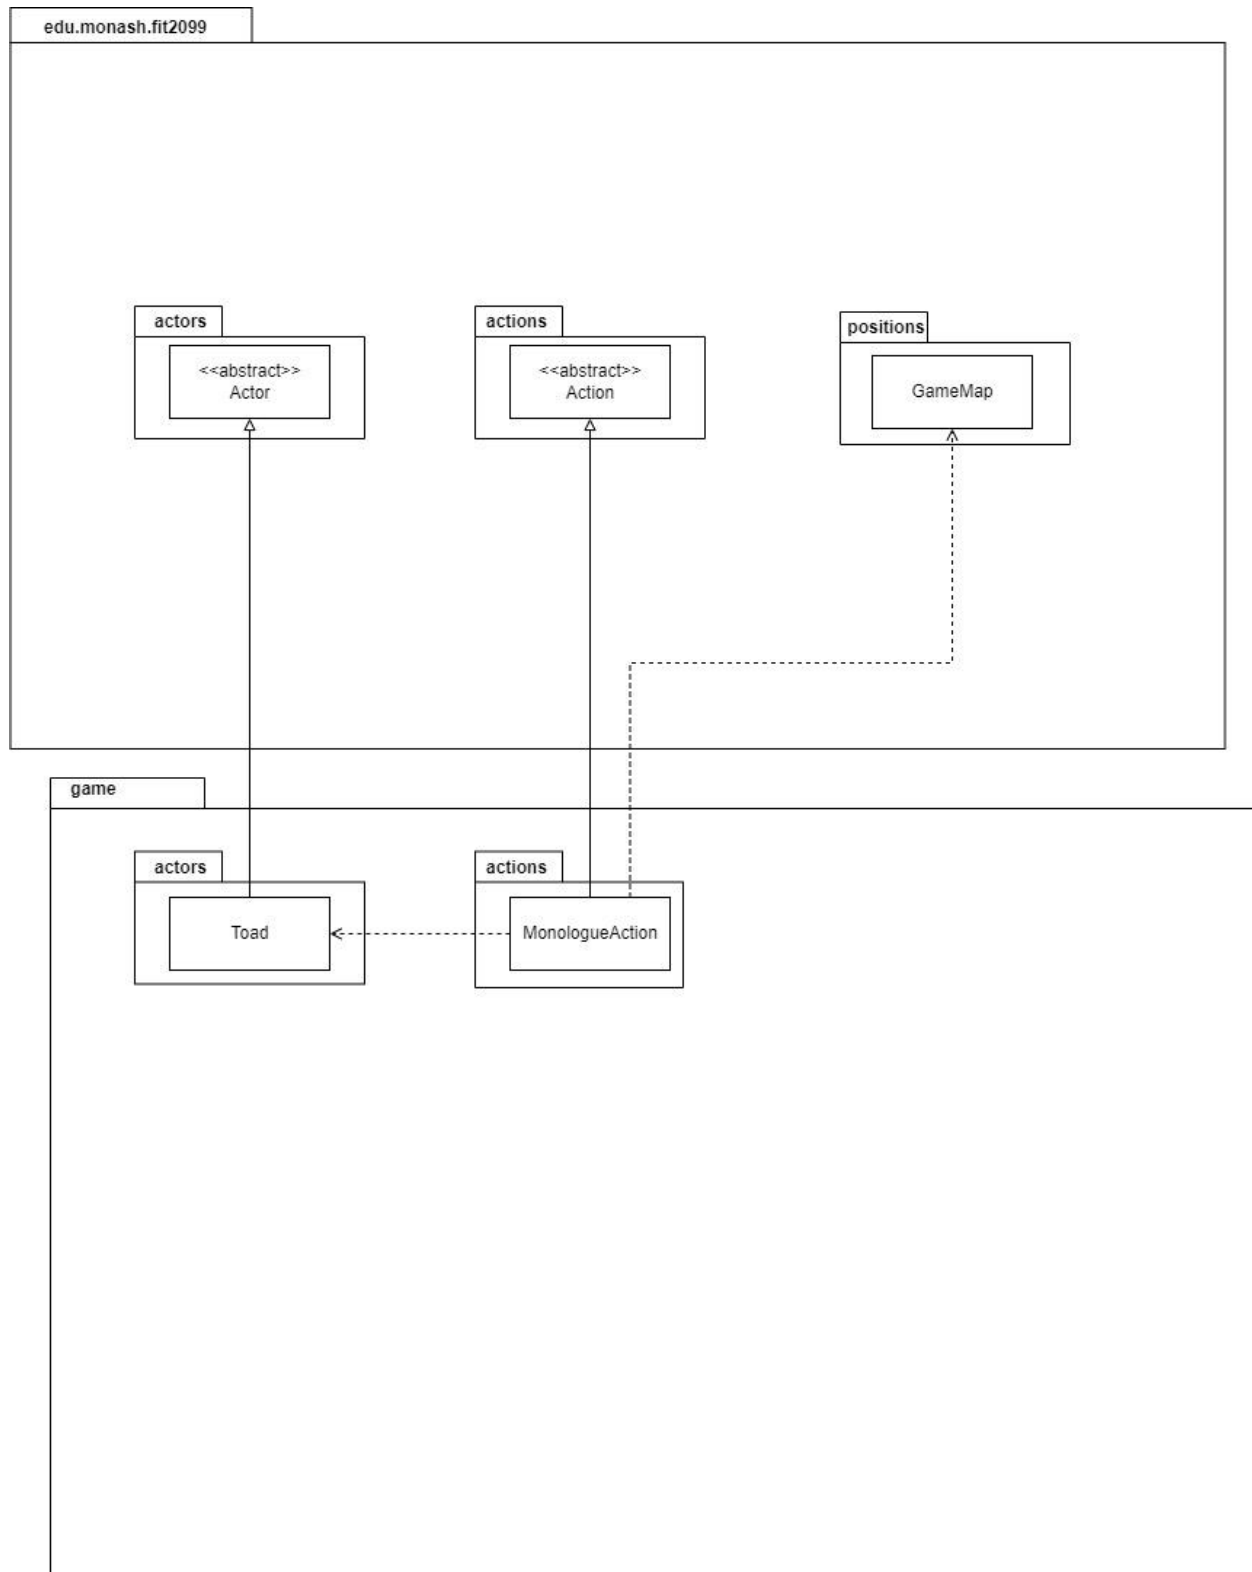 edu.monash.fit2099
actors
actions
positions
<<abstract>>
Actor
<<abstract>>
Action
GameMap
game
actors
actions
Toad
MonologueAction